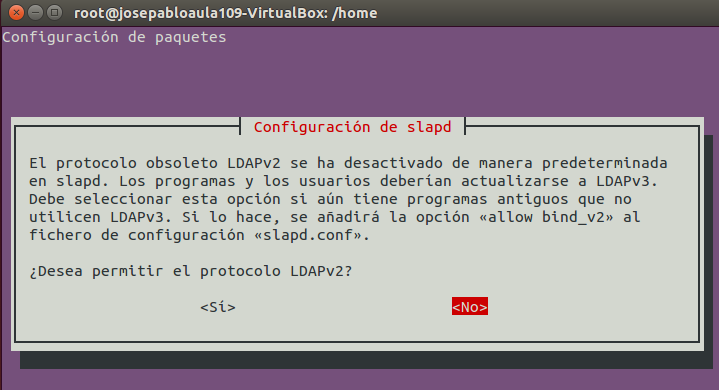 root@josepabloaula109-VirtualBox: /home
Configuración de paquetes
Configuración de slapd
El protocolo obsoleto LDAPv2 se ha desactivado de manera predeterminada
en slapd. Los programas y los usuarios deberían actualizarse a LDAPv3.
Debe seleccionar esta opción si aún tiene programas antiguos que no
utilicen LDAPv3. Si lo hace, se añadirá la opción «allow bind_v2» al
fichero de configuración «slapd.conf».
¿Desea permitir el protocolo LDAPv2?
<Sí> <No>